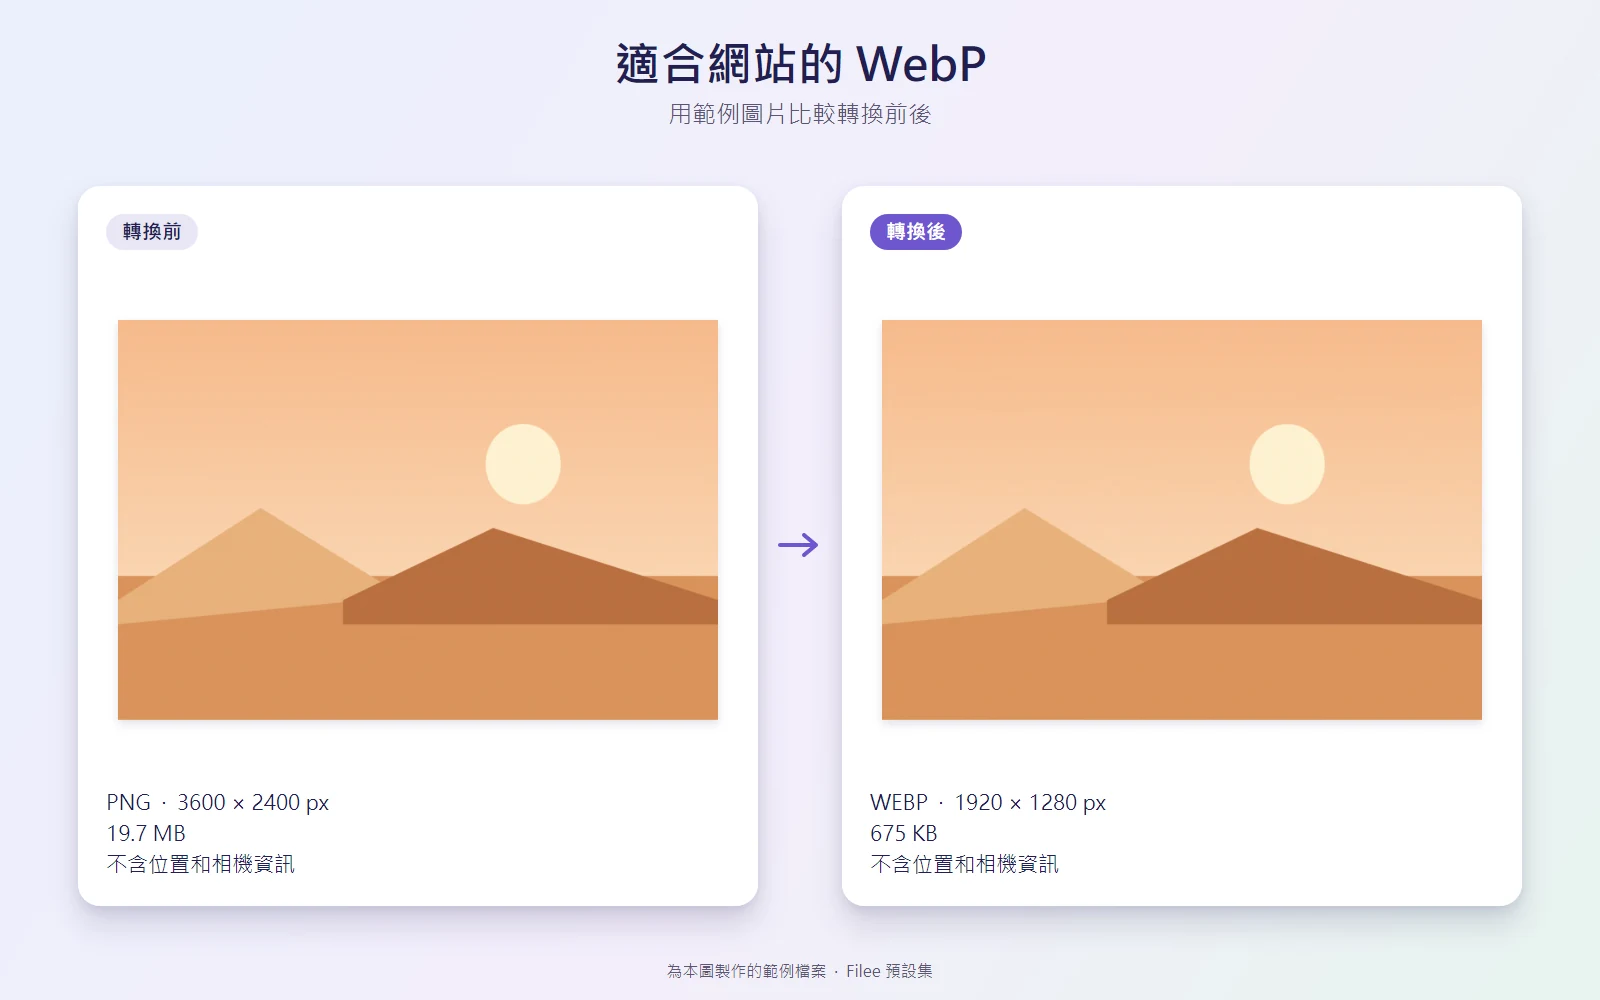 適合網站的 WebP
用範例圖片比較轉換前後
轉換前
PNG · 3600 × 2400 px
19.7 MB
不含位置和相機資訊
轉換後
WEBP · 1920 × 1280 px
675 KB
不含位置和相機資訊
為本圖製作的範例檔案 · Filee 預設集